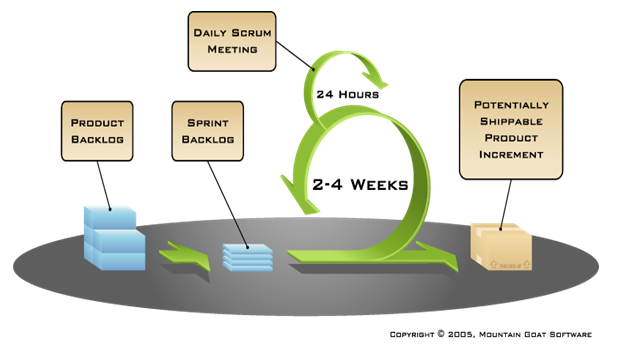 Daily Scrum
Meeting
24 Hours
Product
Backlog
Sprint
Backlog
Potentially
Shippable
Product
Increment
2-4 Weeks
Copyright © 2005, Mountain Goat Software